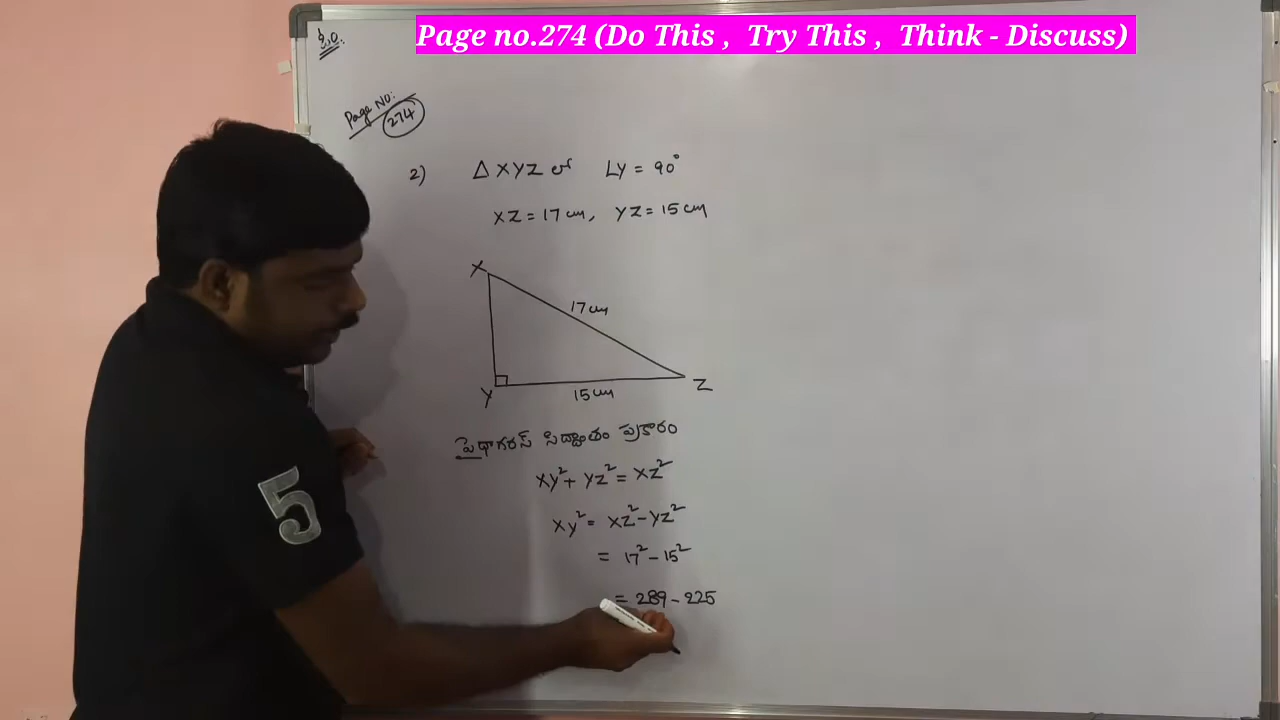 Page no.274 (Do This ,  Try This ,  Think - Discuss)
Page No:
274
2) Δ XYZ లో ∟Y = 90°
XZ = 17 cm, YZ = 15 cm
X
17 cm
Y
15 cm
Z
పైథాగరస్ సిద్ధాంతం ప్రకారం
XY² + YZ² = XZ²
XY² = XZ² - YZ²
= 17² - 15²
= 289 - 225
5